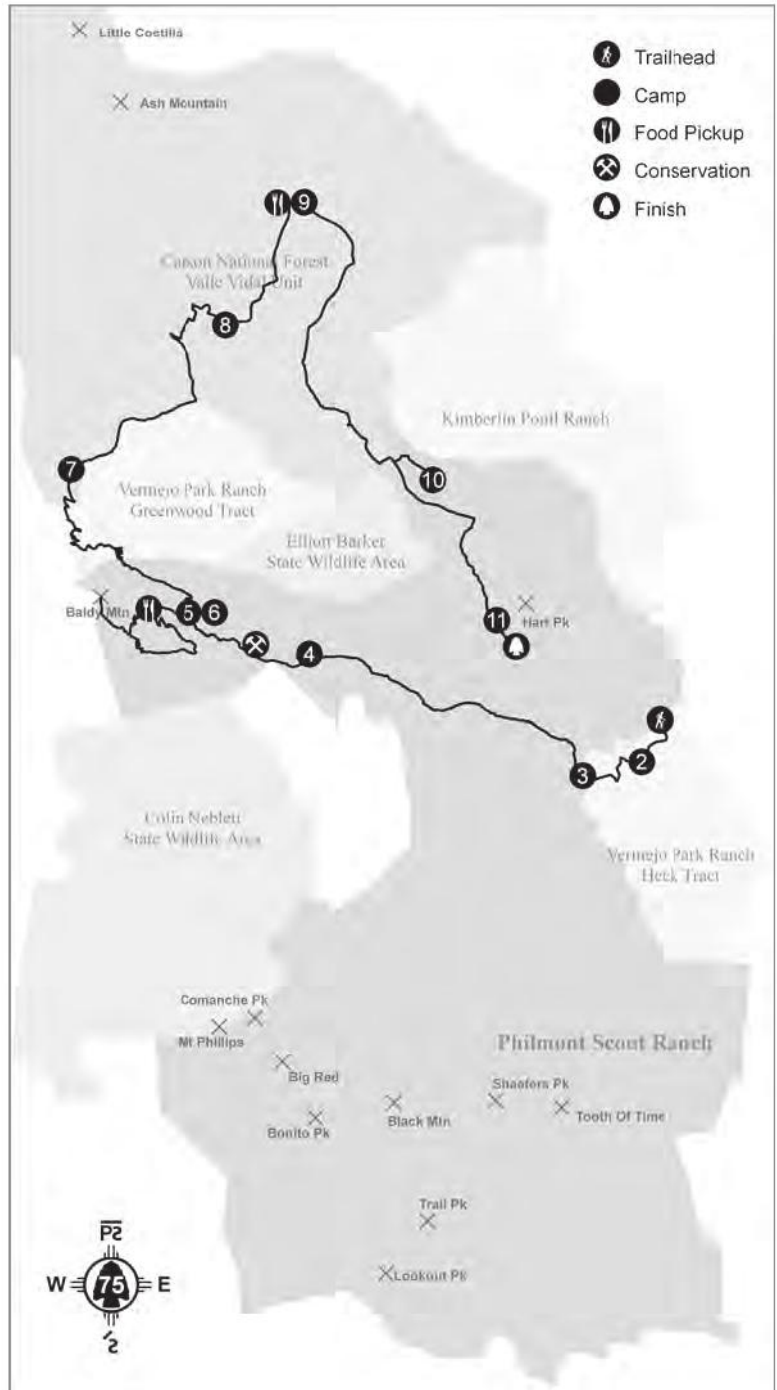 Little Costilla
Ash Mountain
Trailhead
Camp
Food Pickup
Conservation
Finish
9
Carson National Forest
Valle Vidal Unit
8
Kimberlin Ponil Ranch
7
10
Vermejo Park Ranch
Greenwood Tract
Elliott Barker
State Wildlife Area
Baldy Mtn
5
6
11
Hart Pk
4
2
3
Colin Neblett
State Wildlife Area
Vermejo Park Ranch
Heck Tract
Comanche Pk
Mt Phillips
Philmont Scout Ranch
Big Red
Shaefers Pk
Black Mtn
Tooth Of Time
Bonito Pk
Trail Pk
Lookout Pk
W 75 E